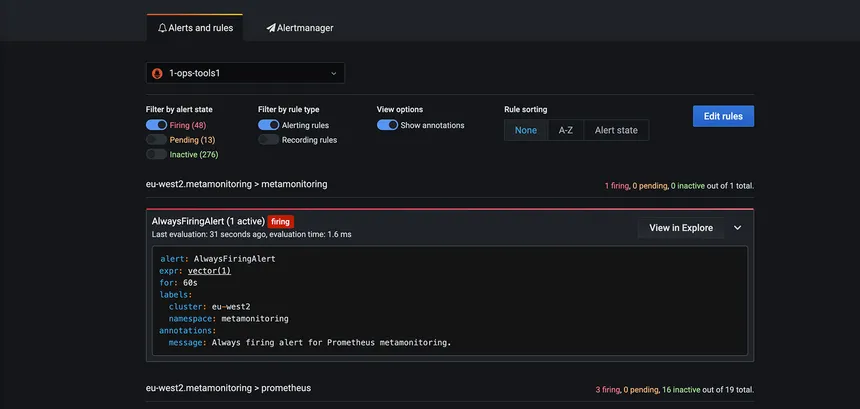 Alerts and rules Alertmanager
1-ops-tools1
Filter by alert state Filter by rule type View options Rule sorting
Firing (48) Alerting rules Show annotations None A-Z Alert state Edit rules
Pending (13) Recording rules
Inactive (276)
eu-west2.metamonitoring > metamonitoring 1 firing, 0 pending, 0 inactive out of 1 total.
AlwaysFiringAlert (1 active) firing View in Explore
Last evaluation: 31 seconds ago, evaluation time: 1.6 ms
alert: AlwaysFiringAlert
expr: vector(1)
for: 60s
labels:
cluster: eu-west2
namespace: metamonitoring
annotations:
message: Always firing alert for Prometheus metamonitoring.
eu-west2.metamonitoring > prometheus 3 firing, 0 pending, 16 inactive out of 19 total.